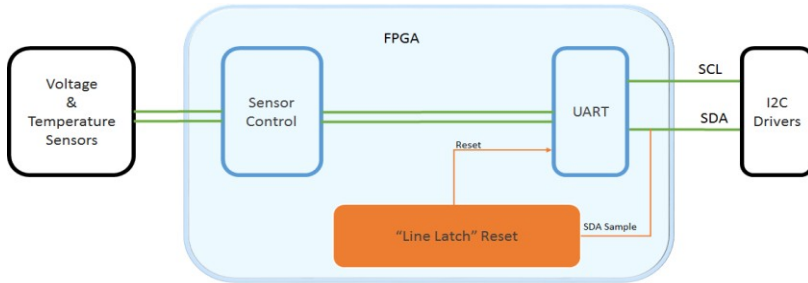 FPGA
Voltage
&
Temperature
Sensors
Sensor
Control
UART
SCL
SDA
I2C
Drivers
Reset
"Line Latch" Reset
SDA Sample